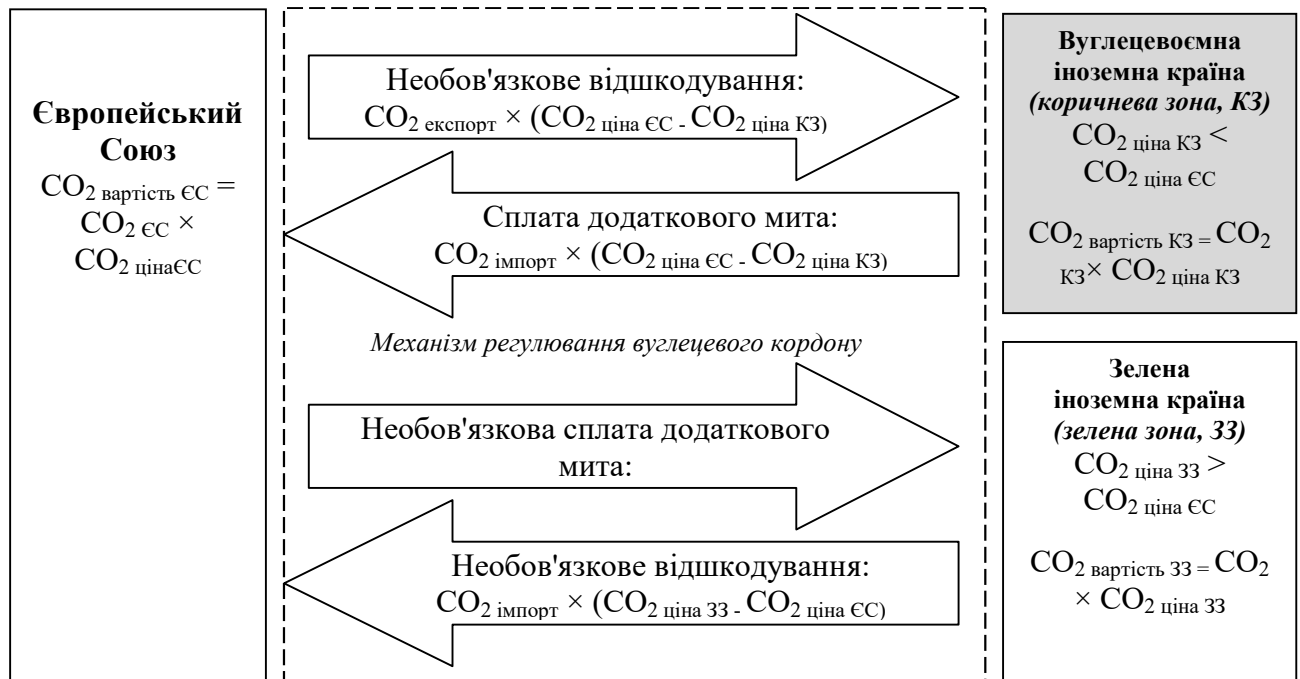 Європейський
Союз
CO2 вартість ЄС =
CO2 ЄС ×
CO2 цінаЄС
Необов'язкове відшкодування:
CO2 експорт × (CO2 ціна ЄС - CO2 ціна КЗ)
Сплата додаткового мита:
CO2 імпорт × (CO2 ціна ЄС - CO2 ціна КЗ)
Механізм регулювання вуглецевого кордону
Необов'язкова сплата додаткового
мита:
Необов'язкове відшкодування:
CO2 імпорт × (CO2 ціна ЗЗ - CO2 ціна ЄС)
Вуглецевоємна
іноземна країна
(коричнева зона, КЗ)
CO2 ціна КЗ <
CO2 ціна ЄС
CO2 вартість КЗ = CO2
КЗ× CO2 ціна КЗ
Зелена
іноземна країна
(зелена зона, ЗЗ)
CO2 ціна ЗЗ >
CO2 ціна ЄС
CO2 вартість ЗЗ = CO2
× CO2 ціна ЗЗ